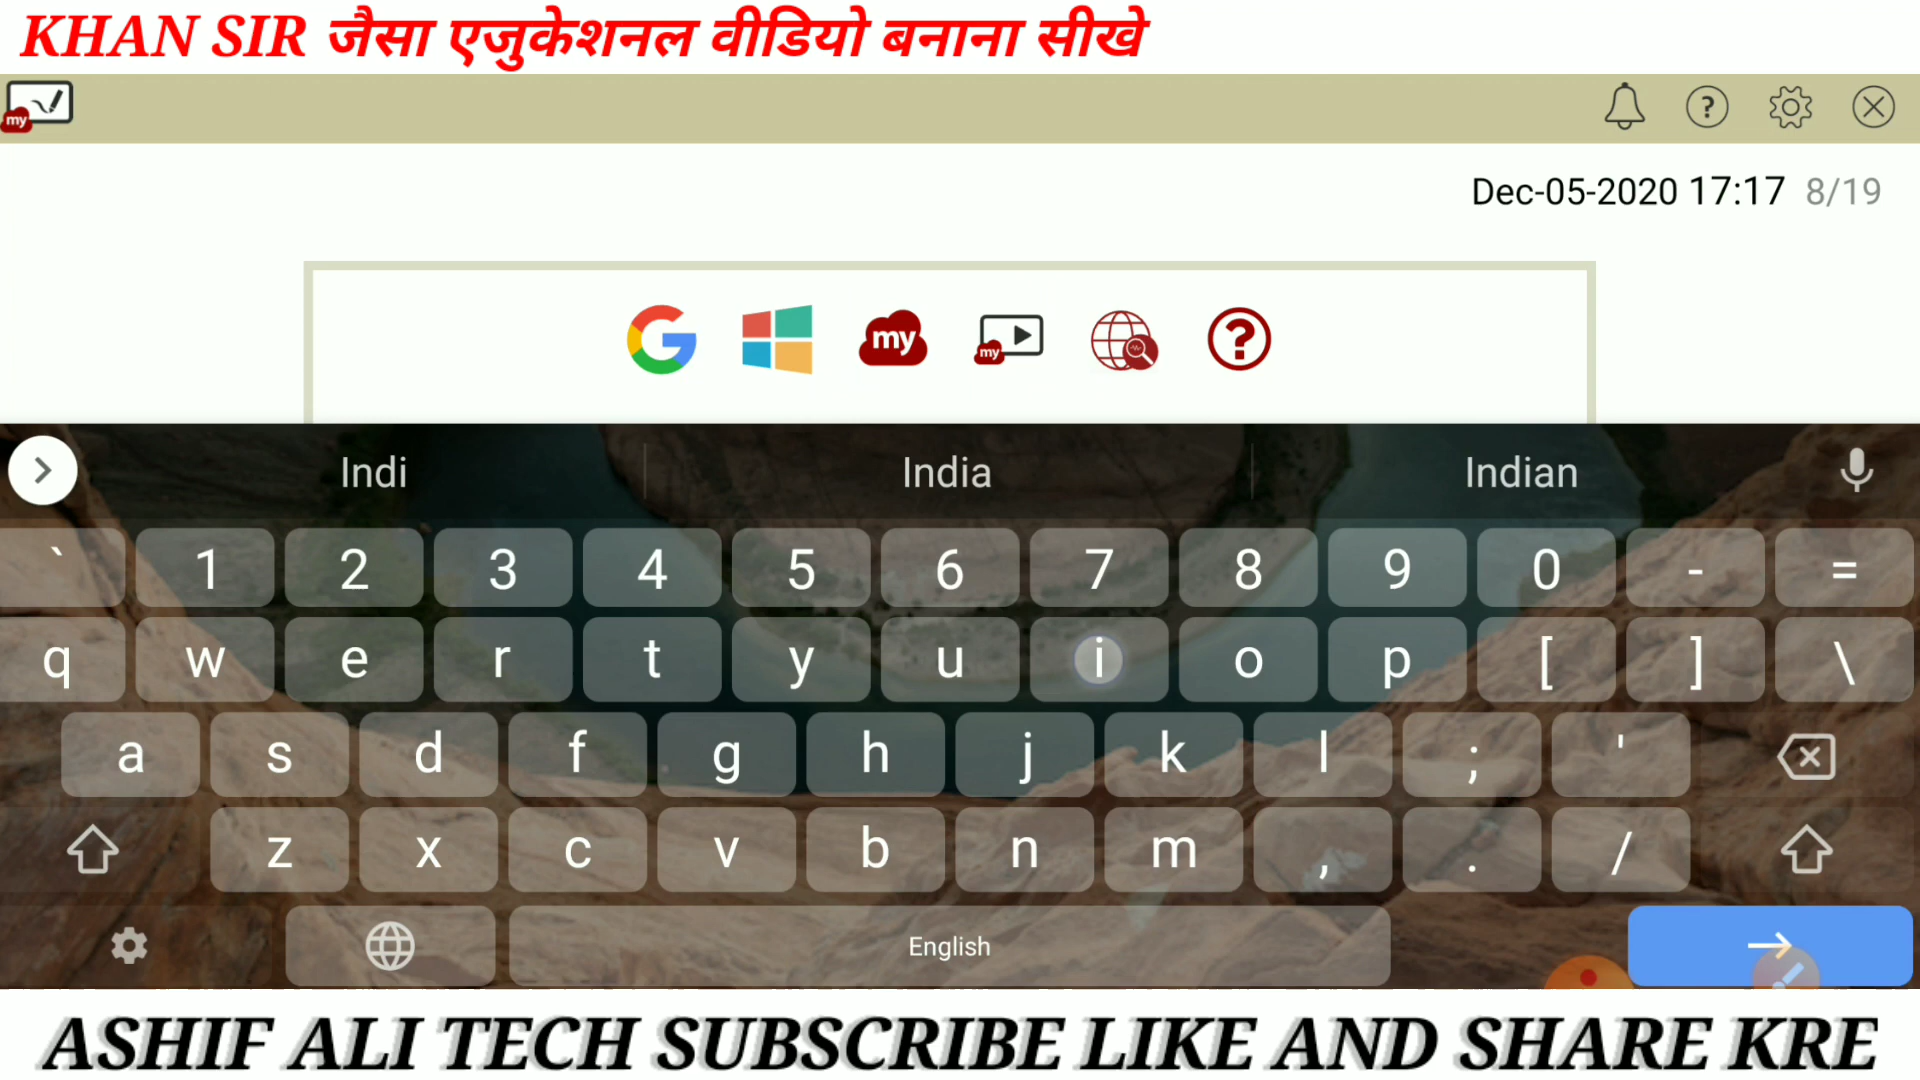 KHAN SIR जैसा एजुकेशनल वीडियो बनाना सीखे
my
?
Dec-05-2020 17:17 8/19
G my my ?
Indi India Indian
` 1 2 3 4 5 6 7 8 9 0 - =
q w e r t y u i o p [ ] \
a s d f g h j k l ; '
z x c v b n m , . /
English
ASHIF ALI TECH SUBSCRIBE LIKE AND SHARE KRE